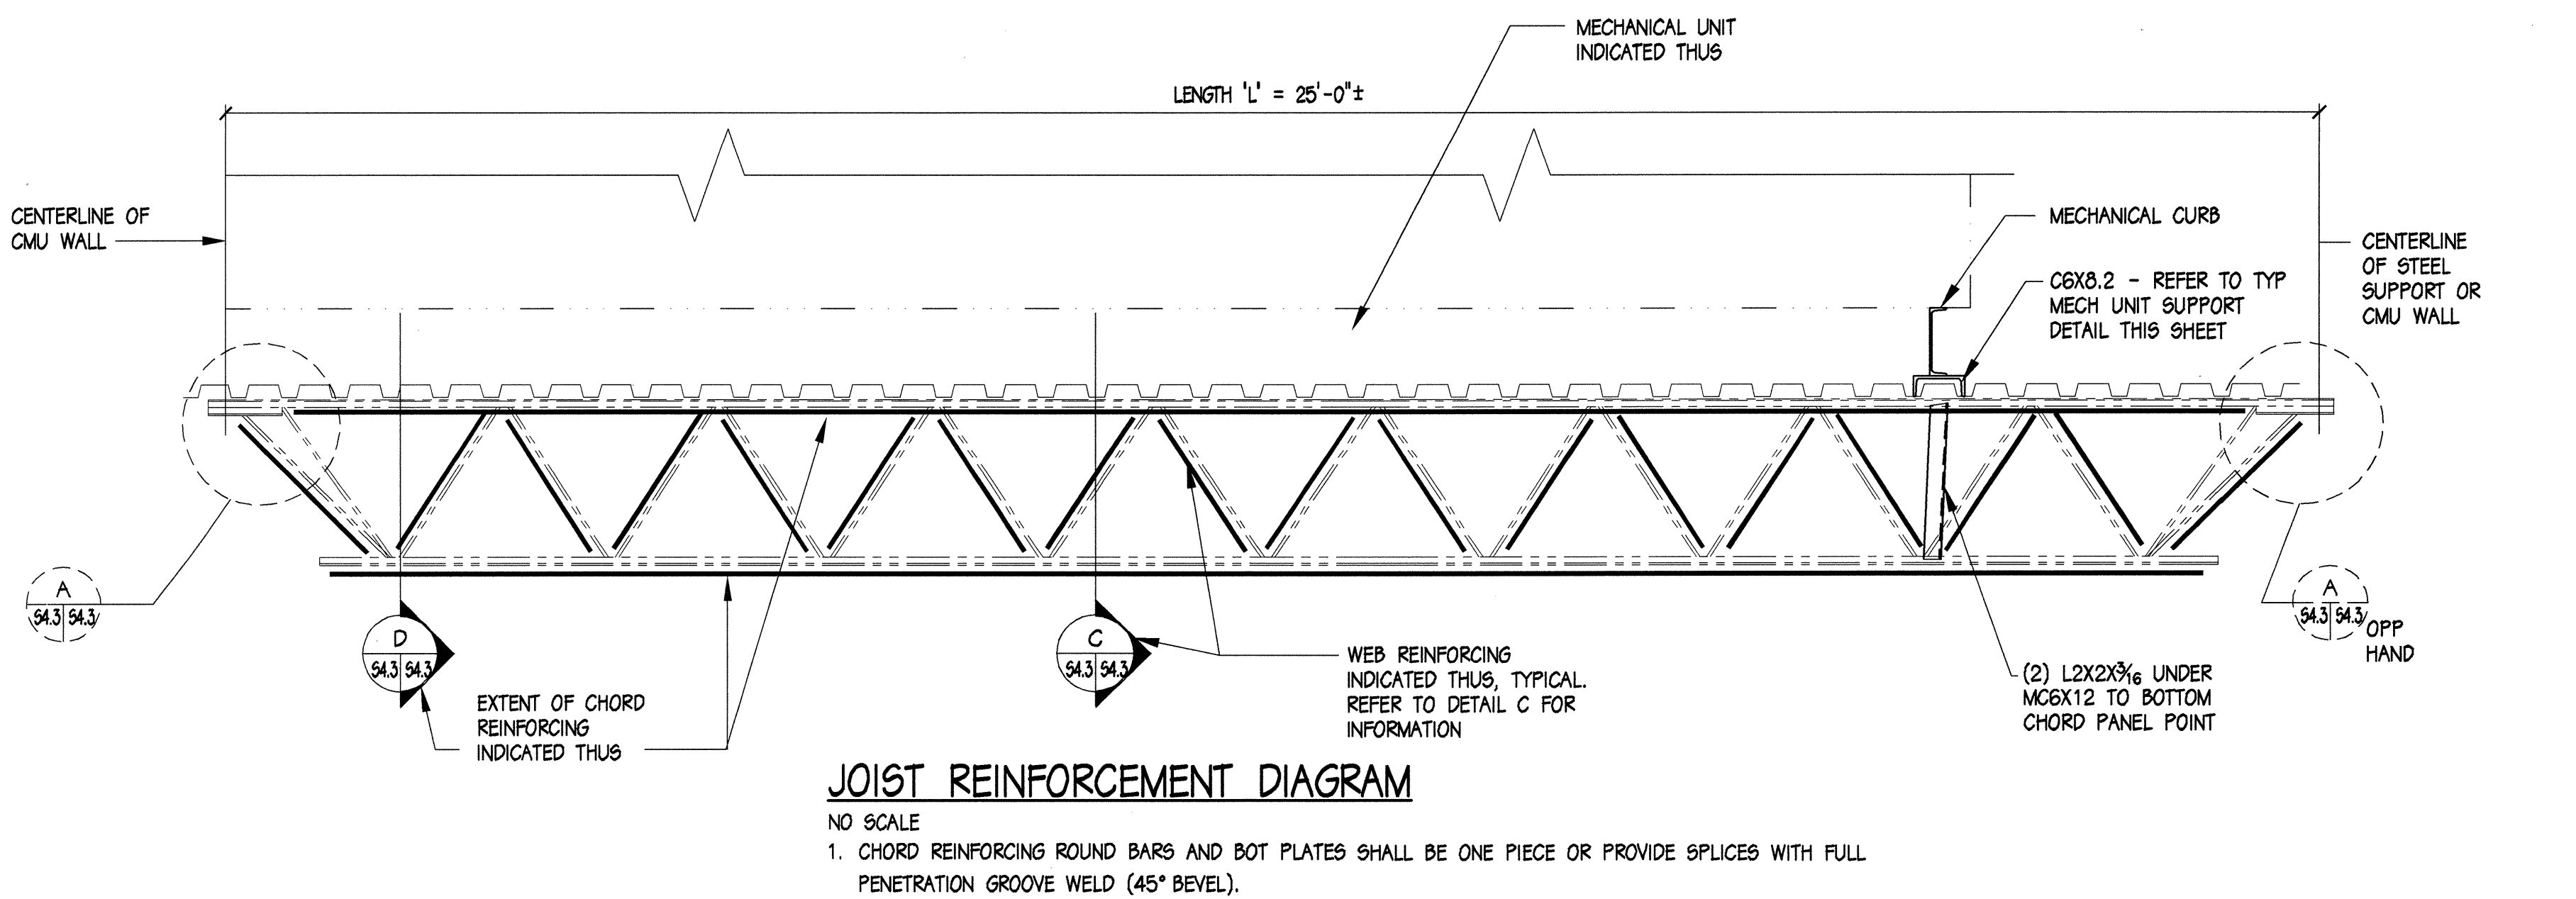 MECHANICAL UNIT
INDICATED THUS
LENGTH 'L' = 25'-0"±
CENTERLINE OF
CMU WALL
MECHANICAL CURB
CENTERLINE
OF STEEL
SUPPORT OR
CMU WALL
C6X8.2 - REFER TO TYP
MECH UNIT SUPPORT
DETAIL THIS SHEET
A
S4.3 S4.3
D
S4.3 S4.3
C
S4.3 S4.3
A
S4.3 S4.3
OPP
HAND
EXTENT OF CHORD
REINFORCING
INDICATED THUS
WEB REINFORCING
INDICATED THUS, TYPICAL.
REFER TO DETAIL C FOR
INFORMATION
(2) L2X2X3/16 UNDER
MC6X12 TO BOTTOM
CHORD PANEL POINT
JOIST REINFORCEMENT DIAGRAM
NO SCALE
1. CHORD REINFORCING ROUND BARS AND BOT PLATES SHALL BE ONE PIECE OR PROVIDE SPLICES WITH FULL
PENETRATION GROOVE WELD (45° BEVEL).